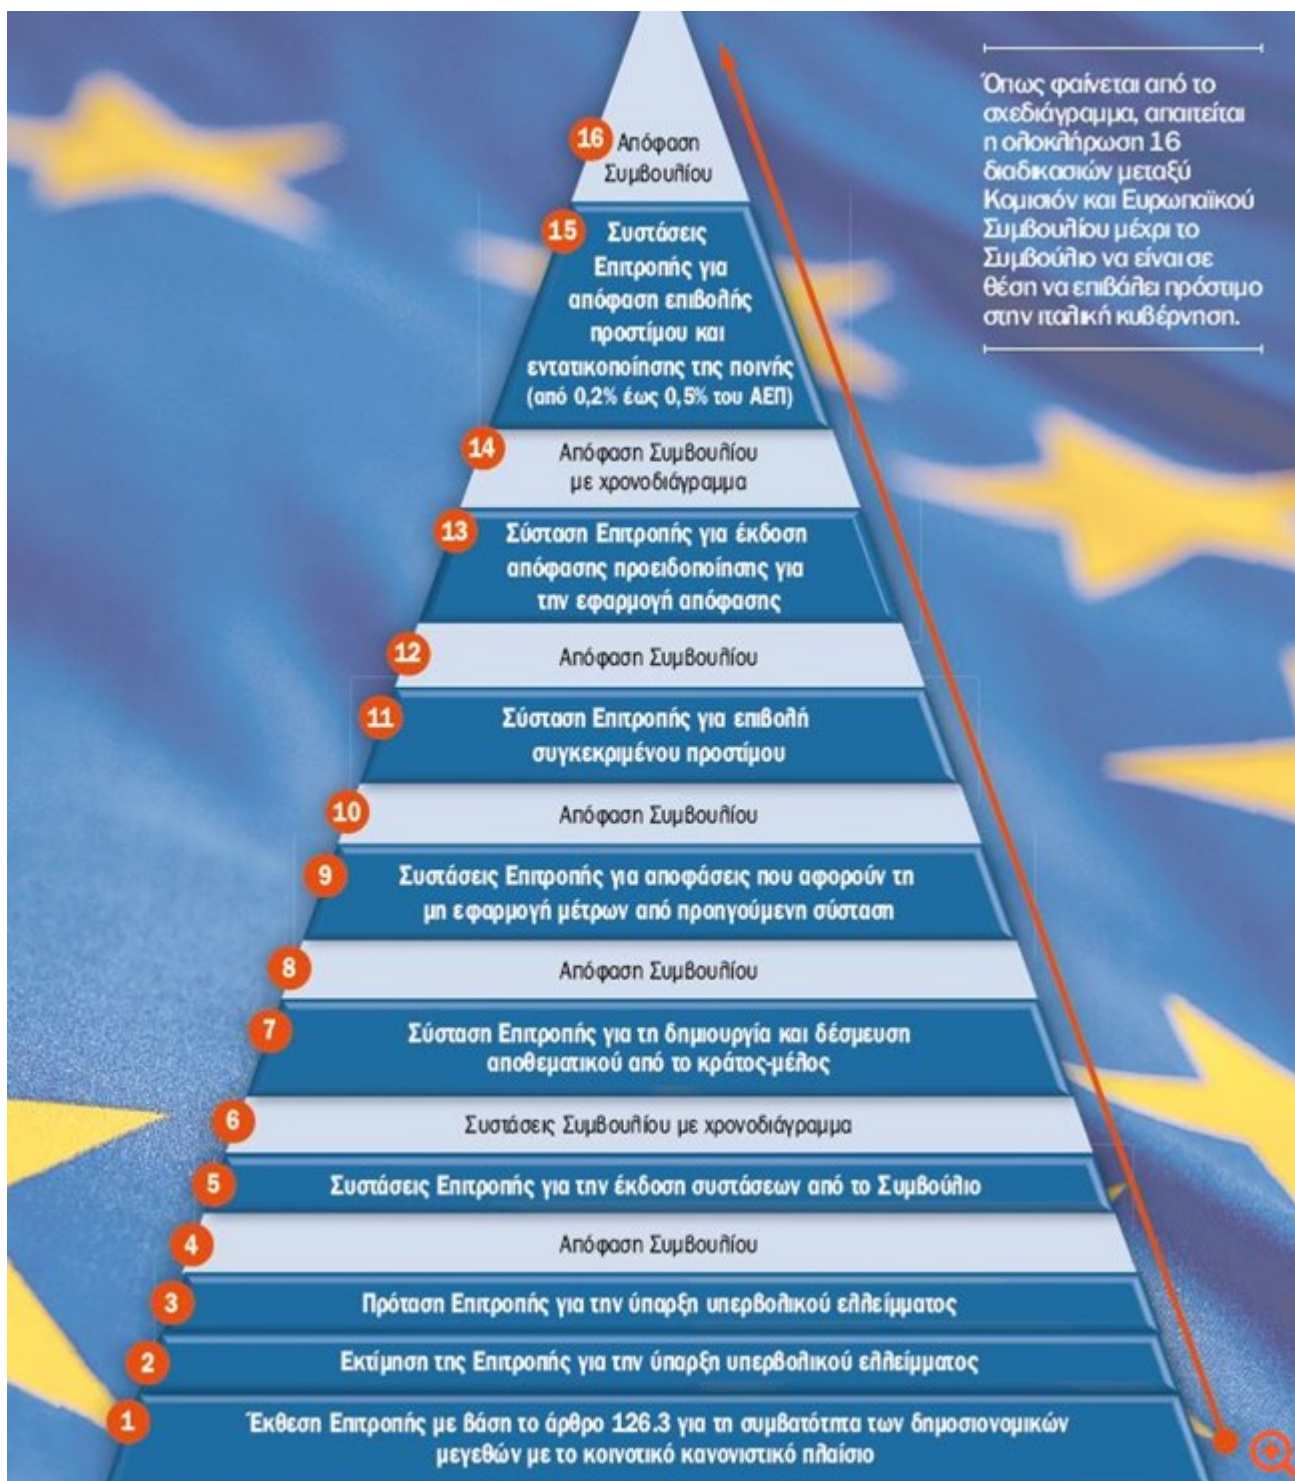 Όπως φαίνεται από το
σχεδιάγραμμα, απαιτείται
η ολοκλήρωση 16
διαδικασιών μεταξύ
Κομισιόν και Ευρωπαϊκού
Συμβουλίου μέχρι το
Συμβούλιο να είναι σε
θέση να επιβάλει πρόστιμο
στην ιταλική κυβέρνηση.
16 Απόφαση
Συμβουλίου
15 Συστάσεις
Επιτροπής για
απόφαση επιβολής
προστίμου και
εντατικοποίησης της ποινής
(από 0,2% έως 0,5% του ΑΕΠ)
14 Απόφαση Συμβουλίου
με χρονοδιάγραμμα
13 Σύσταση Επιτροπής για έκδοση
απόφασης προειδοποίησης για
την εφαρμογή απόφασης
12 Απόφαση Συμβουλίου
11 Σύσταση Επιτροπής για επιβολή
συγκεκριμένου προστίμου
10 Απόφαση Συμβουλίου
9 Συστάσεις Επιτροπής για αποφάσεις που αφορούν τη
μη εφαρμογή μέτρων από προηγούμενη σύσταση
8 Απόφαση Συμβουλίου
7 Σύσταση Επιτροπής για τη δημιουργία και δέσμευση
αποθεματικού από το κράτος-μέλος
6 Συστάσεις Συμβουλίου με χρονοδιάγραμμα
5 Συστάσεις Επιτροπής για την έκδοση συστάσεων από το Συμβούλιο
4 Απόφαση Συμβουλίου
3 Πρόταση Επιτροπής για την ύπαρξη υπερβολικού ελλείμματος
2 Εκτίμηση της Επιτροπής για την ύπαρξη υπερβολικού ελλείμματος
1 Έκθεση Επιτροπής με βάση το άρθρο 126.3 για τη συμβατότητα των δημοσιονομικών
μεγεθών με το κοινοτικό κανονιστικό πλαίσιο